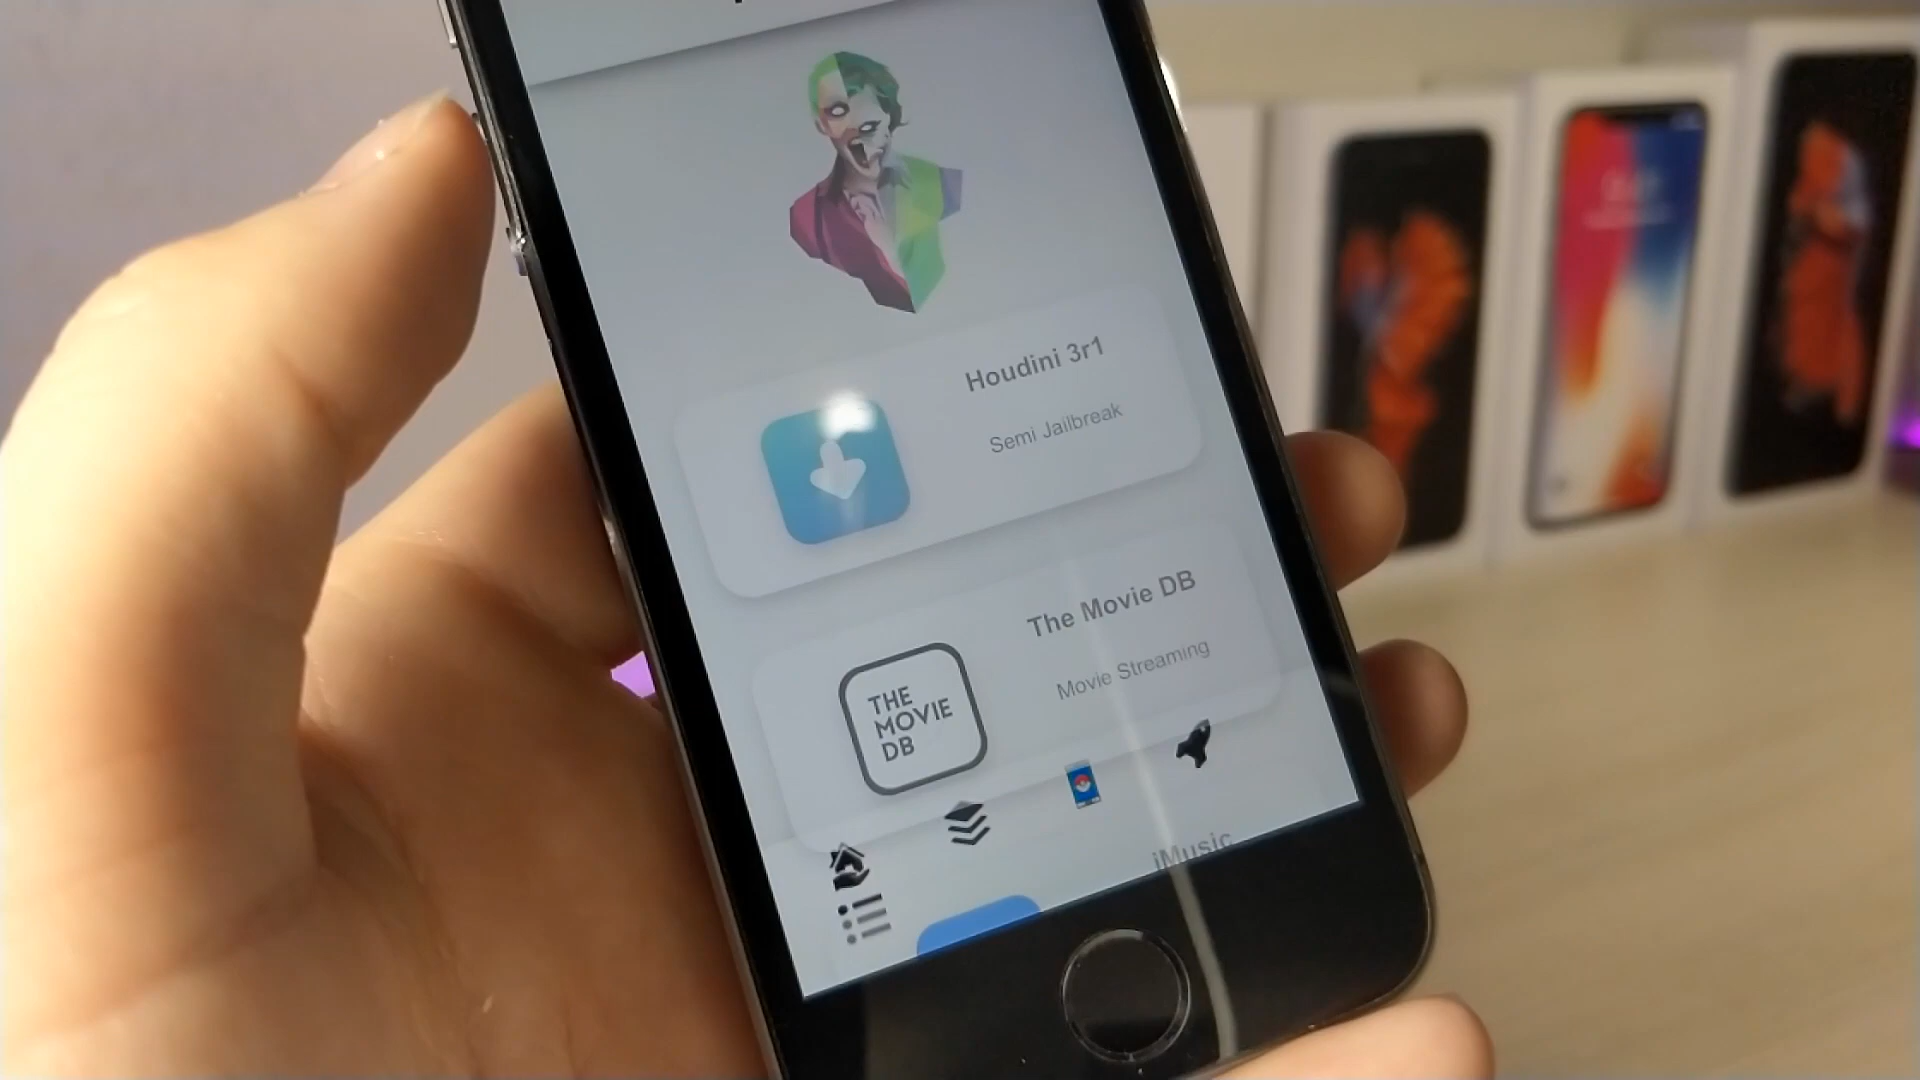 Houdini 3r1
Semi Jailbreak
The Movie DB
Movie Streaming
THE
MOVIE
DB
iMusic